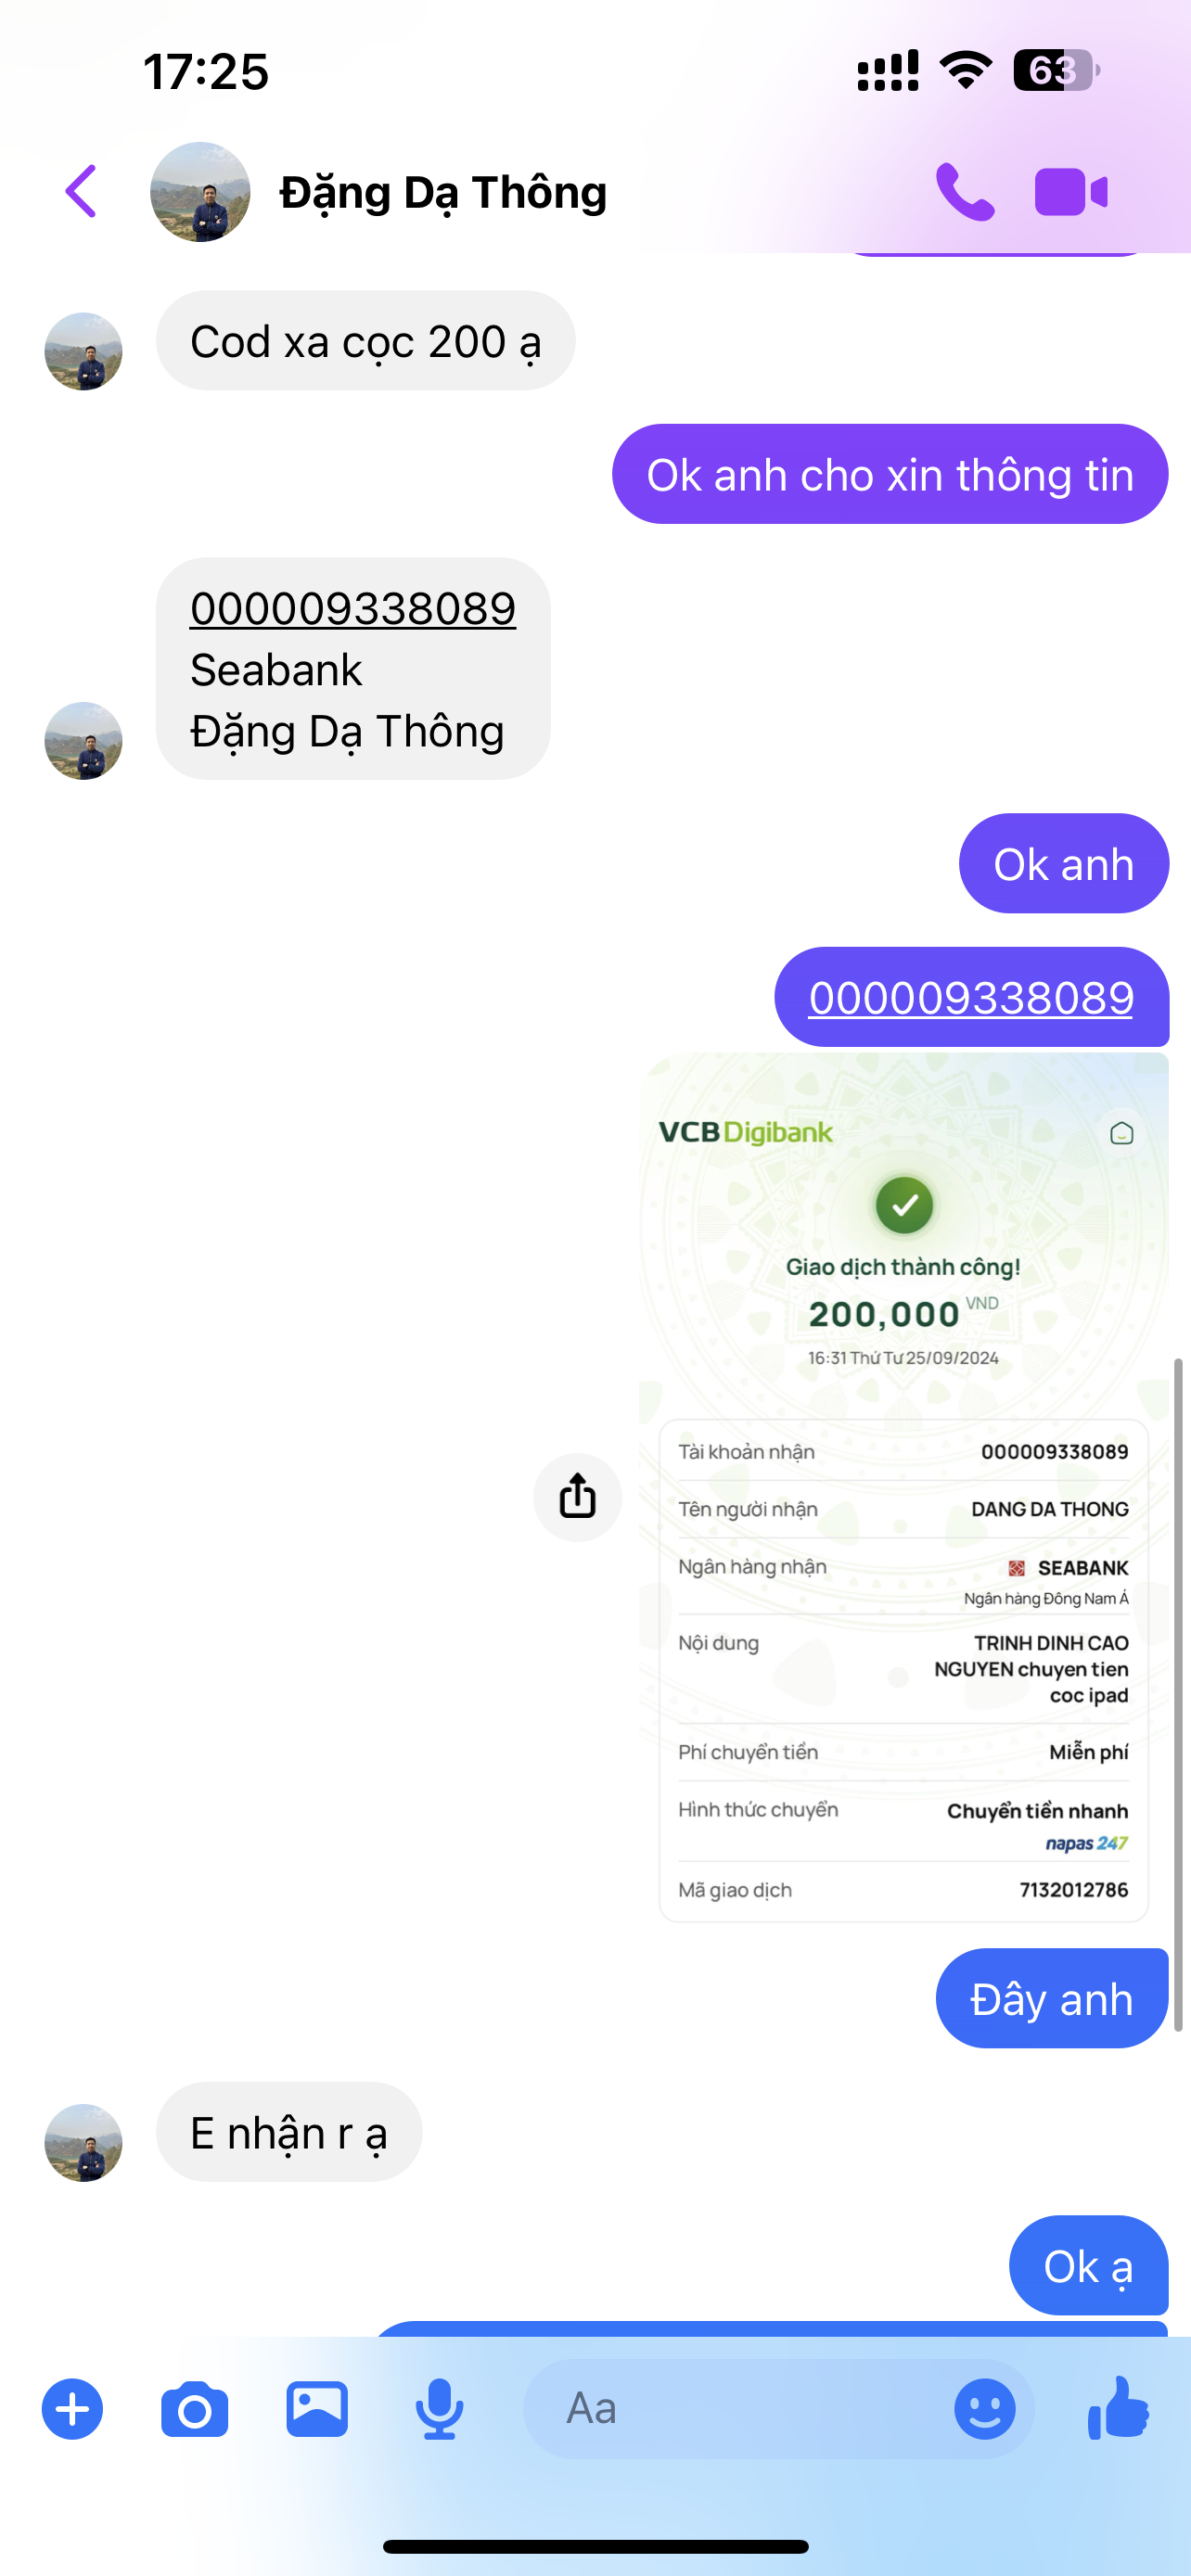 17:25
63
Đặng Dạ Thông
Cod xa cọc 200 ạ
Ok anh cho xin thông tin
000009338089
Seabank
Đặng Dạ Thông
Ok anh
000009338089
VCB Digibank
Giao dịch thành công!
200,000 VND
16:31 Thứ Tư 25/09/2024
Tài khoản nhận 000009338089
Tên người nhận DANG DA THONG
Ngân hàng nhận SEABANK
Ngân hàng Đông Nam Á
Nội dung TRINH DINH CAO
NGUYEN chuyen tien
coc ipad
Phí chuyển tiền Miễn phí
Hình thức chuyển Chuyển tiền nhanh
napas 247
Mã giao dịch 7132012786
Đây anh
E nhận r ạ
Ok ạ
Aa